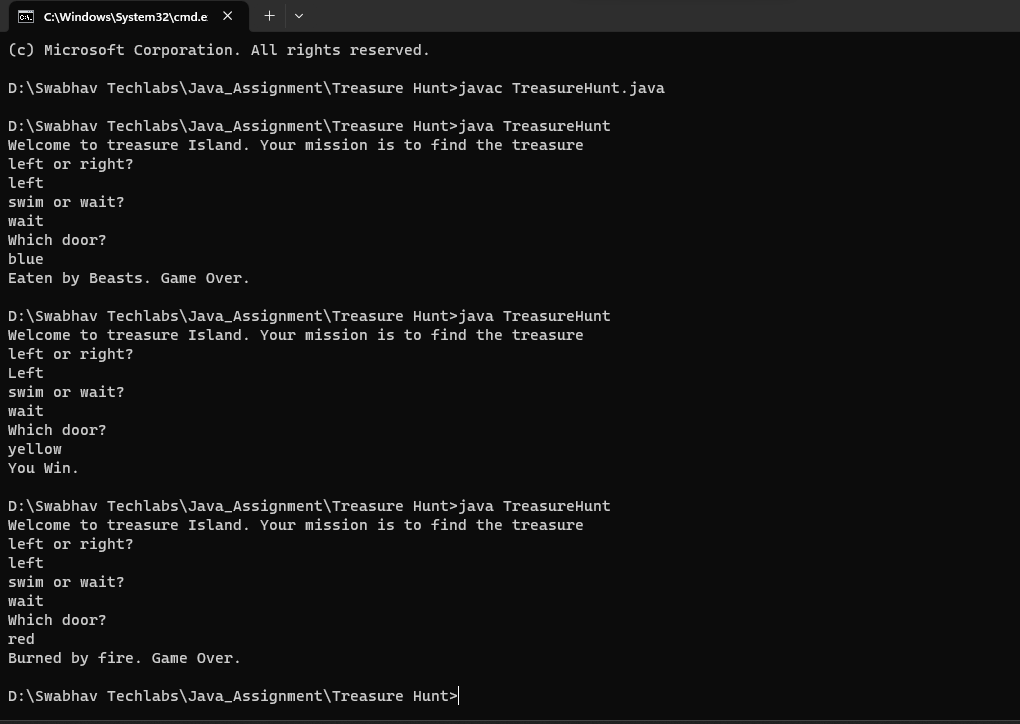 C:\Windows\System32\cmd.e
(c) Microsoft Corporation. All rights reserved.
D:\Swabhav Techlabs\Java_Assignment\Treasure Hunt>javac TreasureHunt.java
D:\Swabhav Techlabs\Java_Assignment\Treasure Hunt>java TreasureHunt
Welcome to treasure Island. Your mission is to find the treasure
left or right?
left
swim or wait?
wait
Which door?
blue
Eaten by Beasts. Game Over.
D:\Swabhav Techlabs\Java_Assignment\Treasure Hunt>java TreasureHunt
Welcome to treasure Island. Your mission is to find the treasure
left or right?
Left
swim or wait?
wait
Which door?
yellow
You Win.
D:\Swabhav Techlabs\Java_Assignment\Treasure Hunt>java TreasureHunt
Welcome to treasure Island. Your mission is to find the treasure
left or right?
left
swim or wait?
wait
Which door?
red
Burned by fire. Game Over.
D:\Swabhav Techlabs\Java_Assignment\Treasure Hunt>